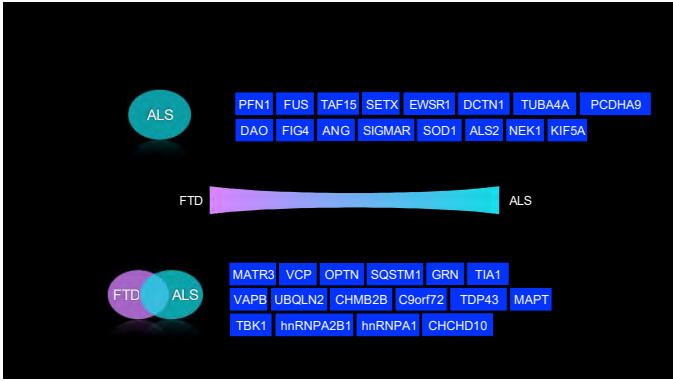 ALS
PFN1 FUS TAF15 SETX EWSR1 DCTN1 TUBA4A PCDHA9
DAO FIG4 ANG SIGMAR SOD1 ALS2 NEK1 KIF5A
FTD ALS
MATR3 VCP OPTN SQSTM1 GRN TIA1
FTD ALS
VAPB UBQLN2 CHMB2B C9orf72 TDP43 MAPT
TBK1 hnRNPA2B1 hnRNPA1 CHCHD10